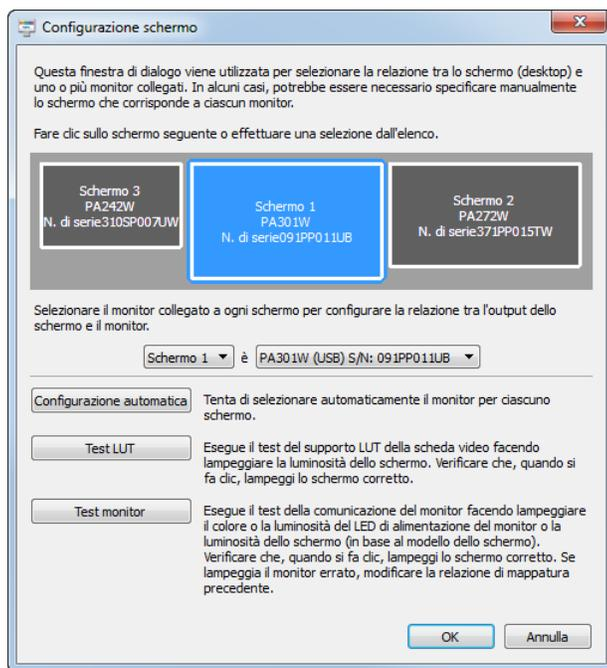 Configurazione schermo
Questa finestra di dialogo viene utilizzata per selezionare la relazione tra lo schermo (desktop) e
uno o più monitor collegati. In alcuni casi, potrebbe essere necessario specificare manualmente
lo schermo che corrisponde a ciascun monitor.
Fare clic sullo schermo seguente o effettuare una selezione dall'elenco.
Schermo 3
PA242W
N. di serie310SP007UW
Schermo 1
PA301W
N. di serie091PP011UB
Schermo 2
PA272W
N. di serie371PP015TW
Selezionare il monitor collegato a ogni schermo per configurare la relazione tra l'output dello
schermo e il monitor.
Schermo 1 è PA301W (USB) S/N: 091PP011UB
Configurazione automatica
Tenta di selezionare automaticamente il monitor per ciascuno
schermo.
Test LUT
Esegue il test del supporto LUT della scheda video facendo
lampeggiare la luminosità dello schermo. Verificare che, quando si
fa clic, lampeggi lo schermo corretto.
Test monitor
Esegue il test della comunicazione del monitor facendo lampeggiare
il colore o la luminosità del LED di alimentazione del monitor o la
luminosità dello schermo (in base al modello dello schermo).
Verificare che, quando si fa clic, lampeggi lo schermo corretto. Se
lampeggia il monitor errato, modificare la relazione di mappatura
precedente.
OK
Annulla